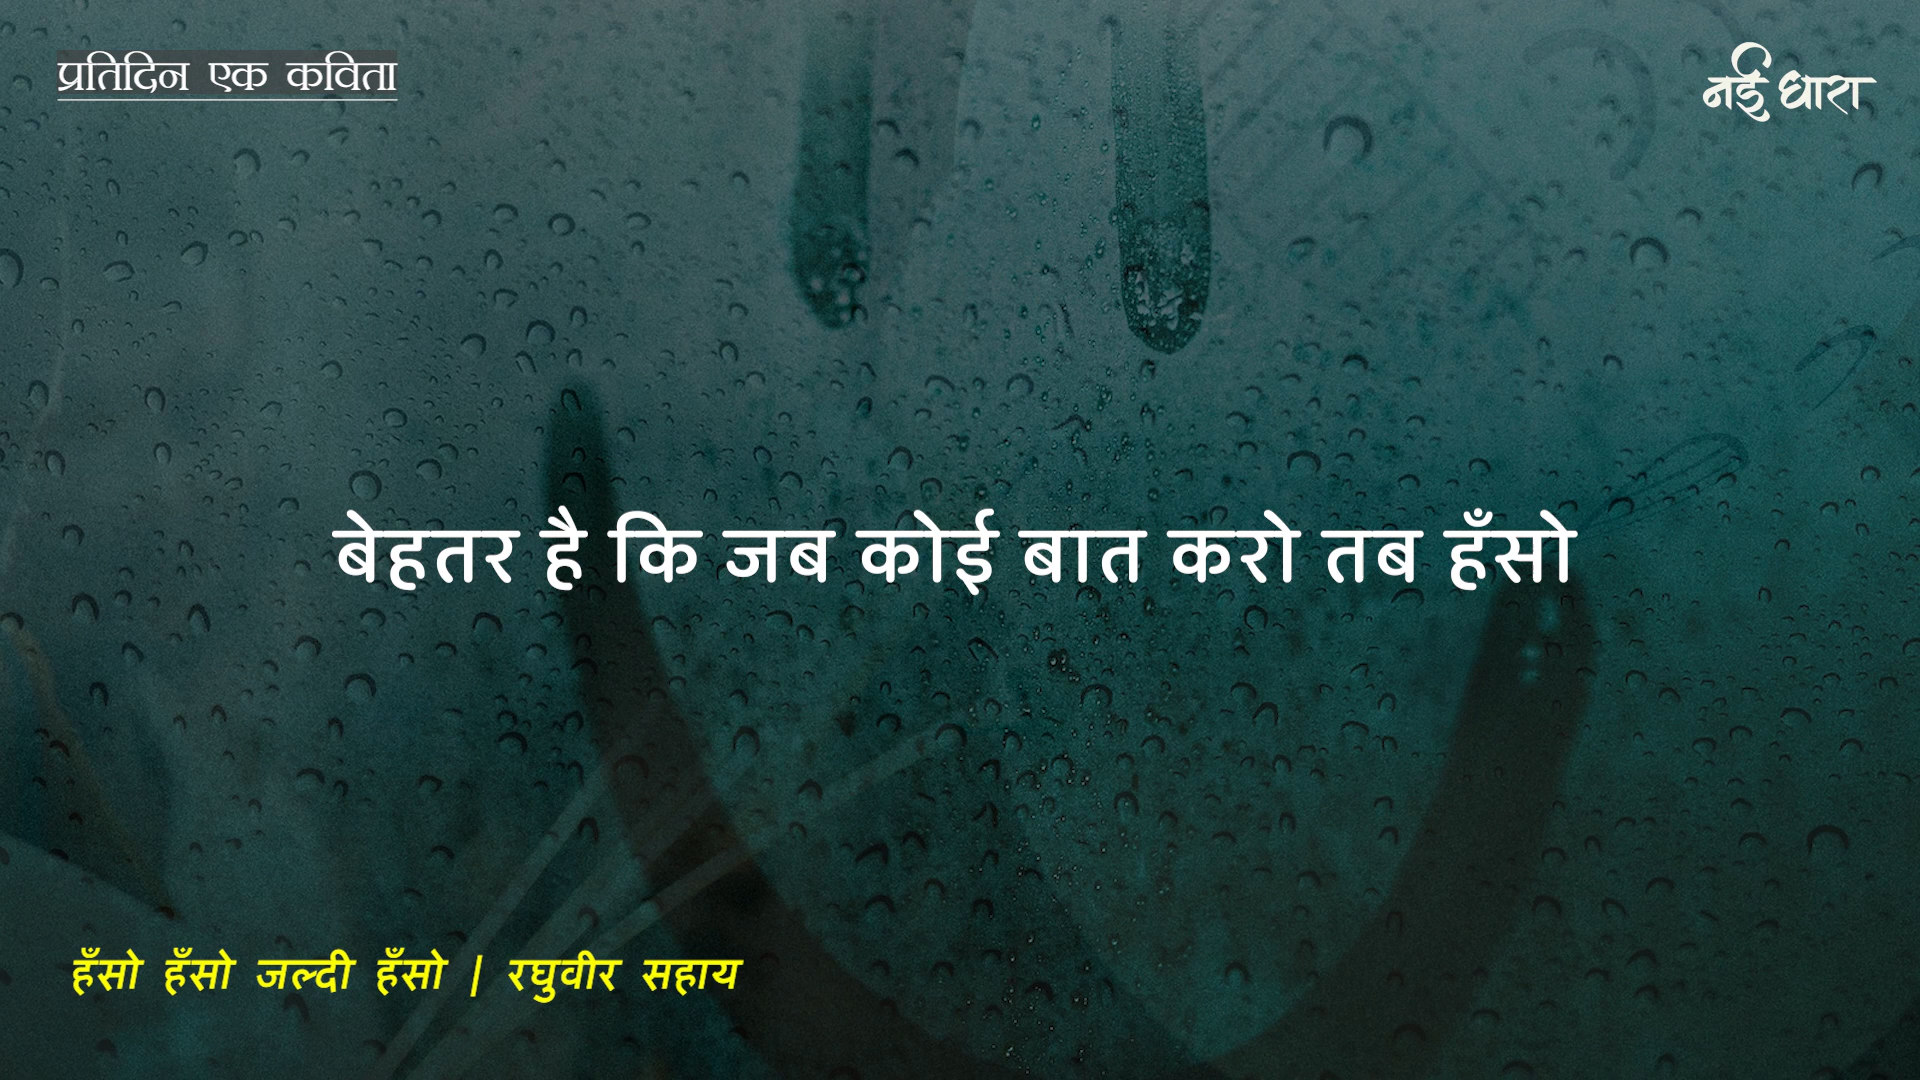 प्रतिदिन एक कविता
नई धारा
बेहतर है कि जब कोई बात करो तब हँसो
हँसो हँसो जल्दी हँसो | रघुवीर सहाय